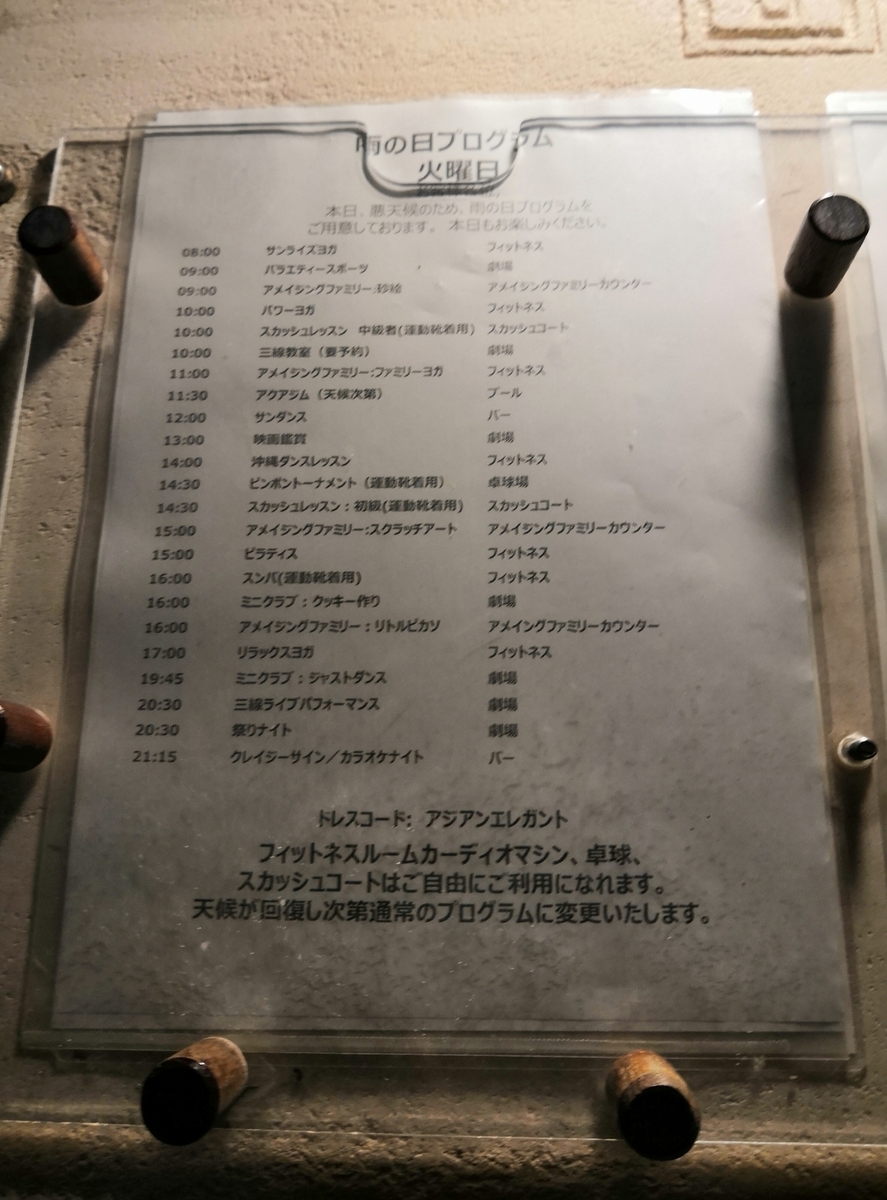 雨の日プログラム
火曜日
本日、悪天候のため、雨の日プログラムを
ご用意しております。 本日もお楽しみください。
08:00 サンライズヨガ フィットネス
09:00 バラエティースポーツ 劇場
09:00 アメイジングファミリー:砂絵 アメイジングファミリーカウンター
10:00 パワーヨガ フィットネス
10:00 スカッシュレッスン 中級者(運動靴着用) スカッシュコート
10:00 三線教室（要予約） 劇場
11:00 アメイジングファミリー:ファミリーヨガ フィットネス
11:30 アクアジム（天候次第） プール
12:00 サンダンス バー
13:00 映画鑑賞 劇場
14:00 沖縄ダンスレッスン フィットネス
14:30 ピンポントーナメント（運動靴着用） 卓球場
14:30 スカッシュレッスン：初級(運動靴着用) スカッシュコート
15:00 アメイジングファミリー:スクラッチアート アメイジングファミリーカウンター
15:00 ピラティス フィットネス
16:00 ズンバ(運動靴着用) フィットネス
16:00 ミニクラブ：クッキー作り 劇場
16:00 アメイジングファミリー：リトルピカソ アメイングファミリーカウンター
17:00 リラックスヨガ フィットネス
19:45 ミニクラブ：ジャストダンス 劇場
20:30 三線ライブパフォーマンス 劇場
20:30 祭りナイト 劇場
21:15 クレイジーサイン／カラオケナイト バー
ドレスコード: アジアンエレガント
フィットネスルームカーディオマシン、卓球、
スカッシュコートはご自由にご利用になれます。
天候が回復し次第通常のプログラムに変更いたします。